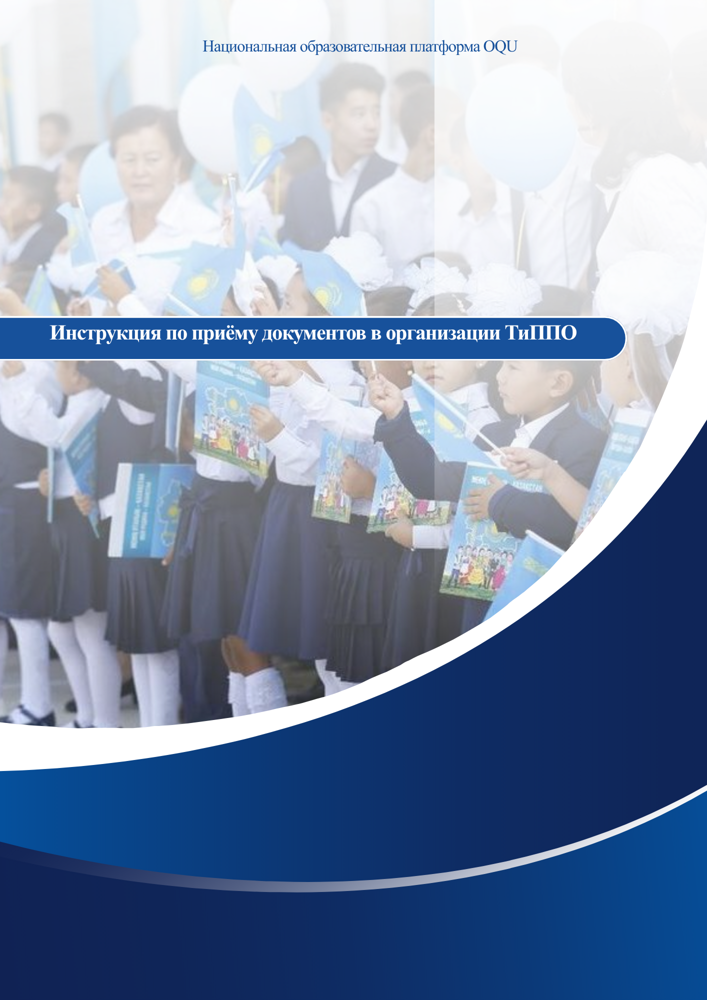 Национальная образовательная платформа OQU
Инструкция по приёму документов в организации ТиППО